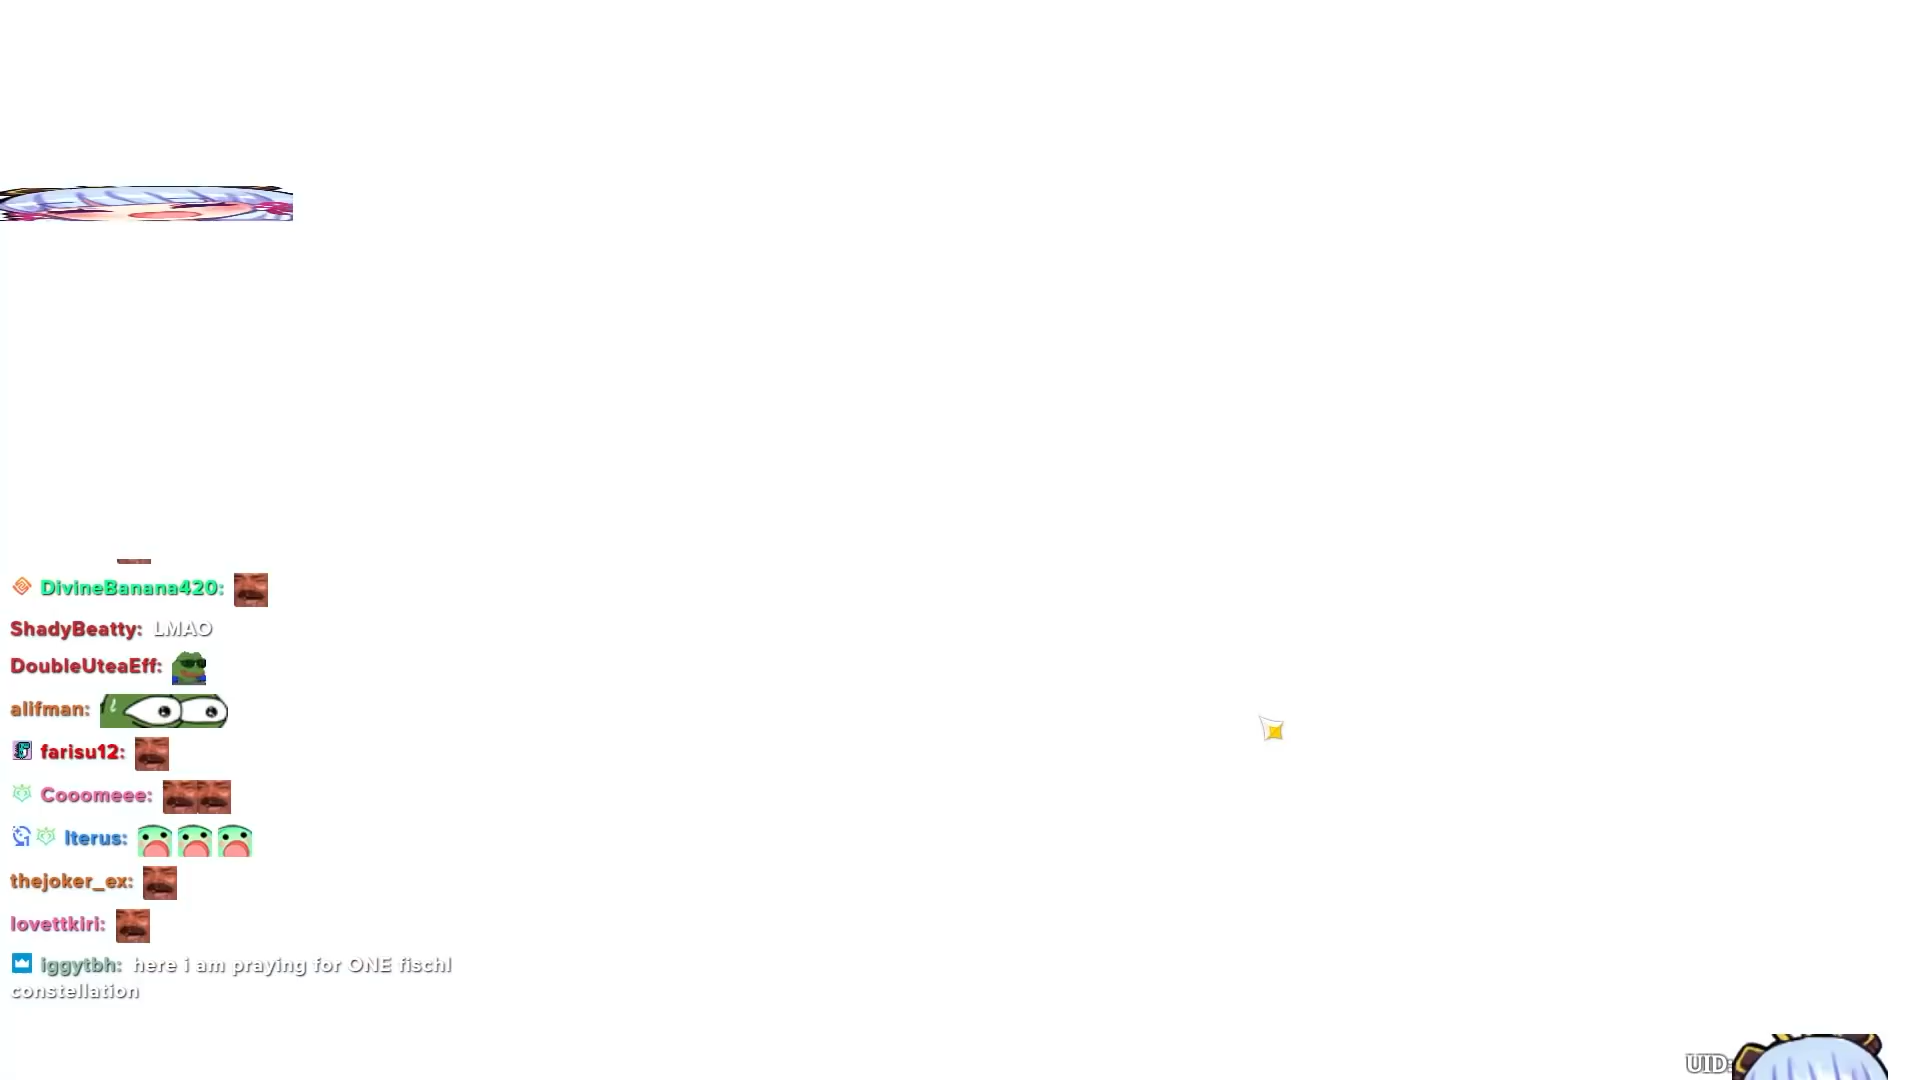 DivineBanana420:
ShadyBeatty: LMAO
DoubleUteaEff:
alifman:
farisu12:
Cooomeee:
Iterus:
thejoker_ex:
lovettkiri:
iggytbh: here i am praying for ONE fischl
constellation
UID: